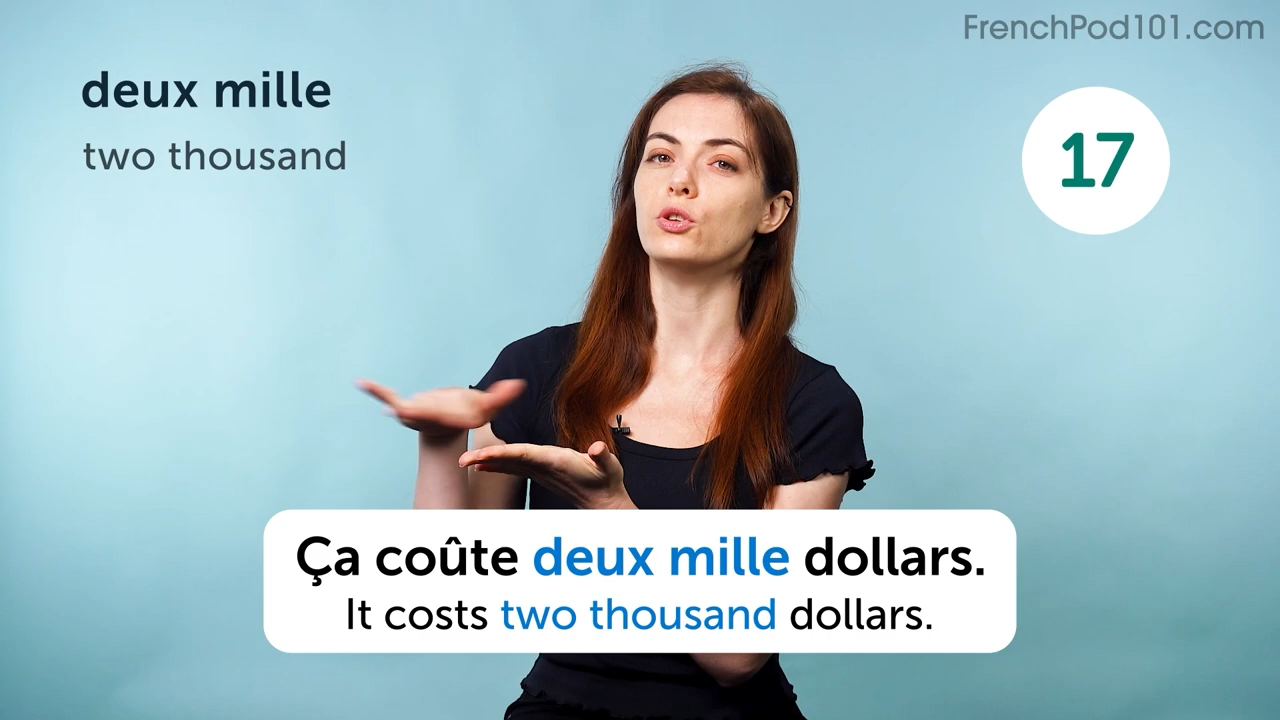 FrenchPod101.com
deux mille
two thousand
17
Ça coûte deux mille dollars.
It costs two thousand dollars.